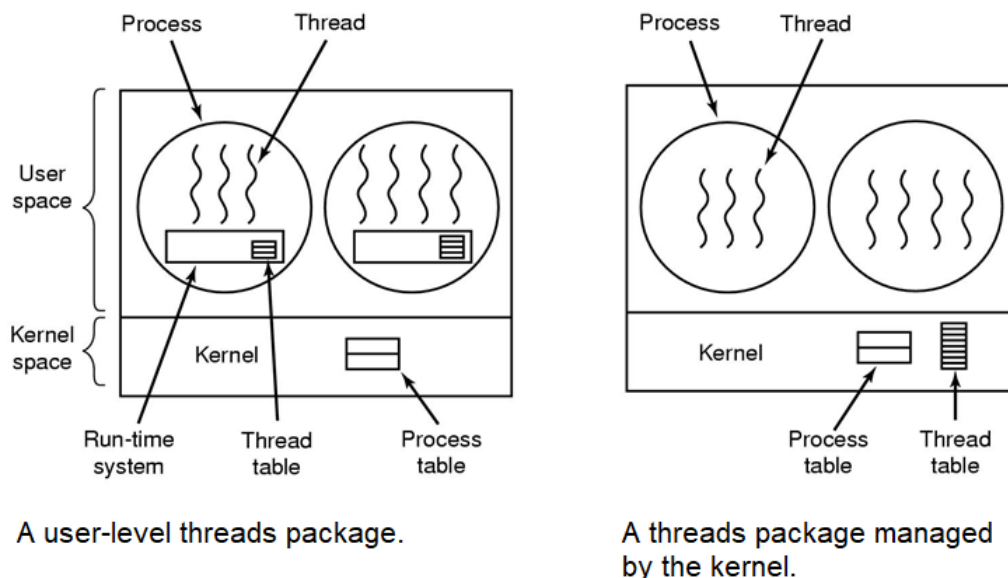 Process
Thread
User
space
Kernel
space
Kernel
Run-time
system
Thread
table
Process
table
A user-level threads package.
Process
Thread
Kernel
Process
table
Thread
table
A threads package managed
by the kernel.